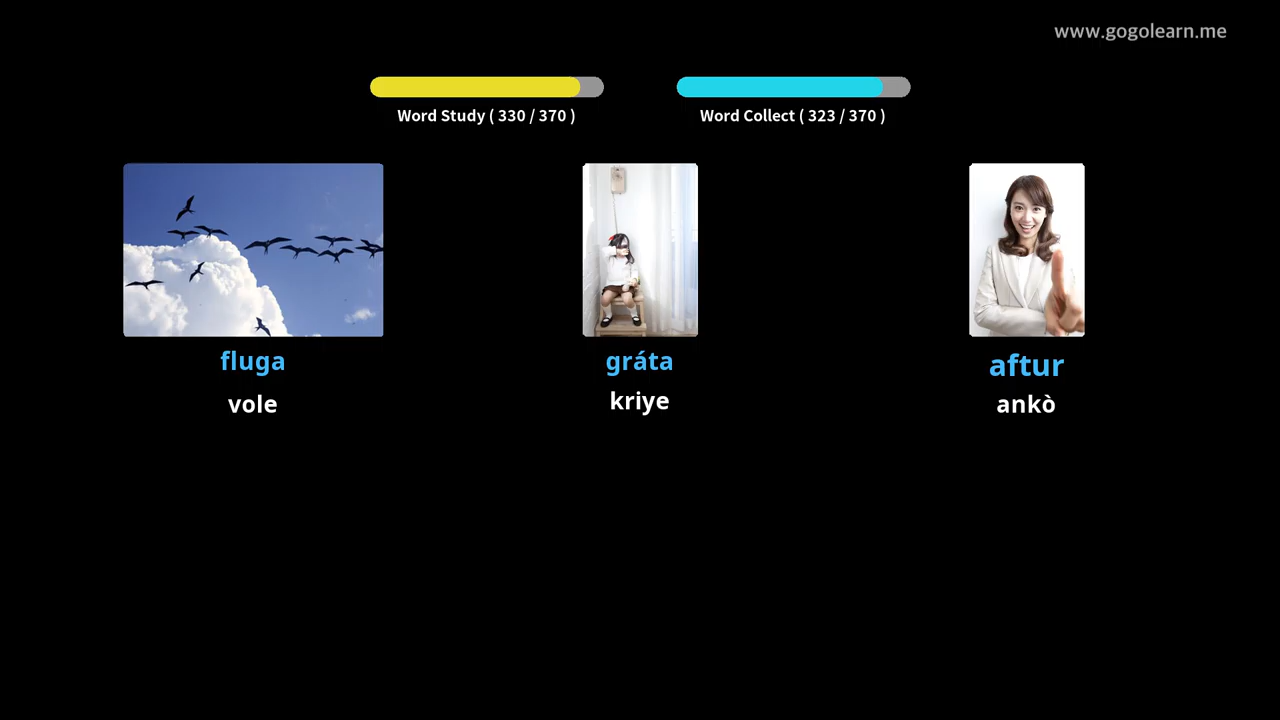 www.gogolearn.me
Word Study ( 330 / 370 )
Word Collect ( 323 / 370 )
fluga
vole
gráta
kriye
aftur
ankò